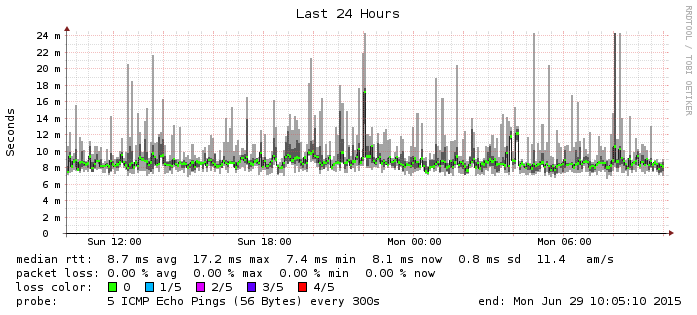 Last 24 Hours
RRDTOOL / TOBI OETIKER
Seconds
24 m
22 m
20 m
18 m
16 m
14 m
12 m
10 m
8 m
6 m
4 m
2 m
0
Sun 12:00 Sun 18:00 Mon 00:00 Mon 06:00
median rtt: 8.7 ms avg 17.2 ms max 7.4 ms min 8.1 ms now 0.8 ms sd 11.4 am/s
packet loss: 0.00 % avg 0.00 % max 0.00 % min 0.00 % now
loss color: 0 1/5 2/5 3/5 4/5
probe: 5 ICMP Echo Pings (56 Bytes) every 300s end: Mon Jun 29 10:05:10 2015